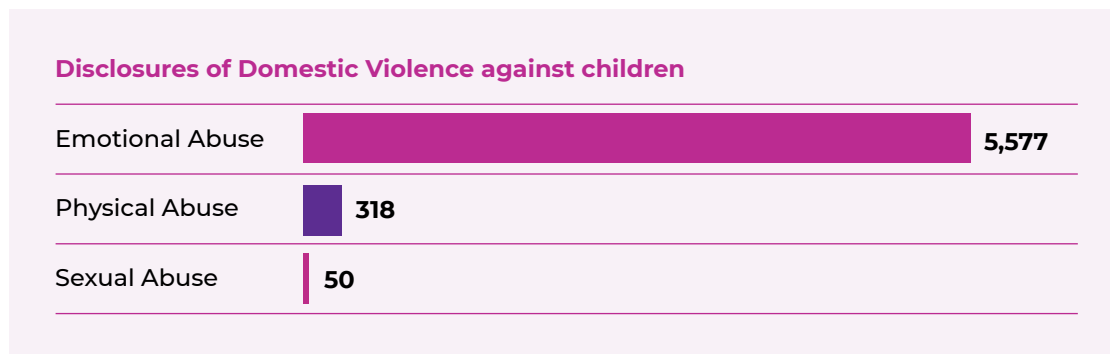 Disclosures of Domestic Violence against children
Emotional Abuse 5,577
Physical Abuse 318
Sexual Abuse 50